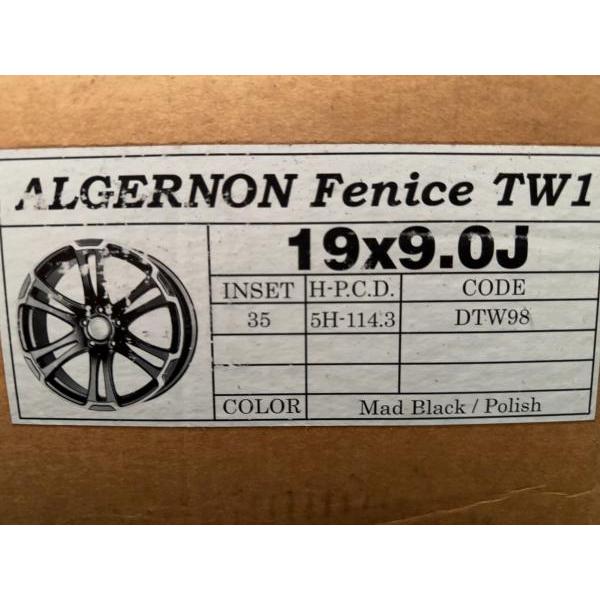 ALGERNON Fenice TW1
19x9.0J
INSET H-P.C.D. CODE
35 5H-114.3 DTW98
COLOR Mad Black / Polish